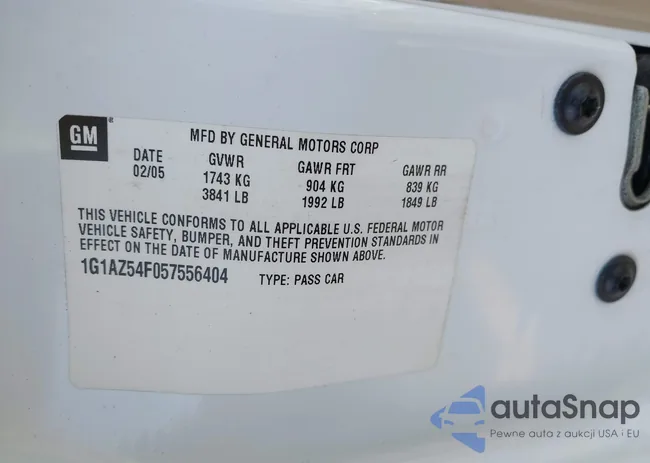 GM ®
MFD BY GENERAL MOTORS CORP
DATE GVWR GAWR FRT GAWR RR
02/05 1743 KG 904 KG 839 KG
3841 LB 1992 LB 1849 LB
THIS VEHICLE CONFORMS TO ALL APPLICABLE U.S. FEDERAL MOTOR
VEHICLE SAFETY, BUMPER, AND THEFT PREVENTION STANDARDS IN
EFFECT ON THE DATE OF MANUFACTURE SHOWN ABOVE.
1G1AZ54F057556404 TYPE: PASS CAR
autaSnap
Pewne auta z aukcji USA i EU